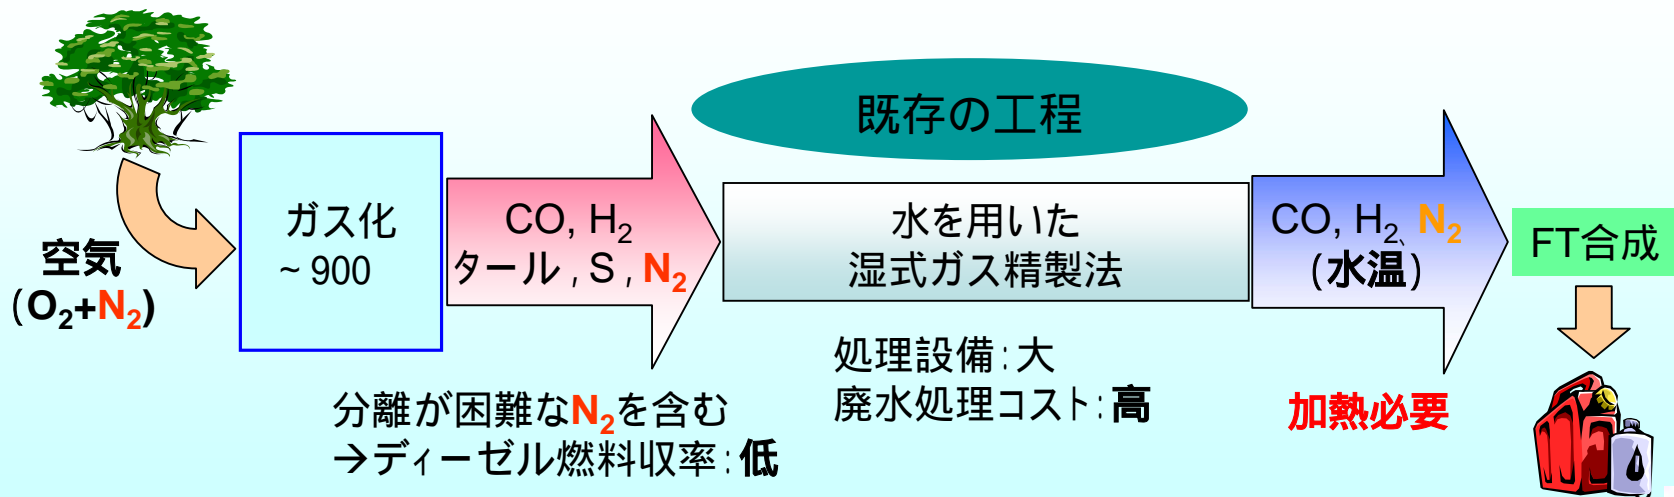 既存の工程
空気
(O₂+N₂)
ガス化
~ 900
CO, H₂
タール , S , N₂
水を用いた
湿式ガス精製法
CO, H₂、N₂
(水温)
FT合成
分離が困難なN₂を含む
→ディーゼル燃料収率:低
処理設備:大
廃水処理コスト:高
加熱必要